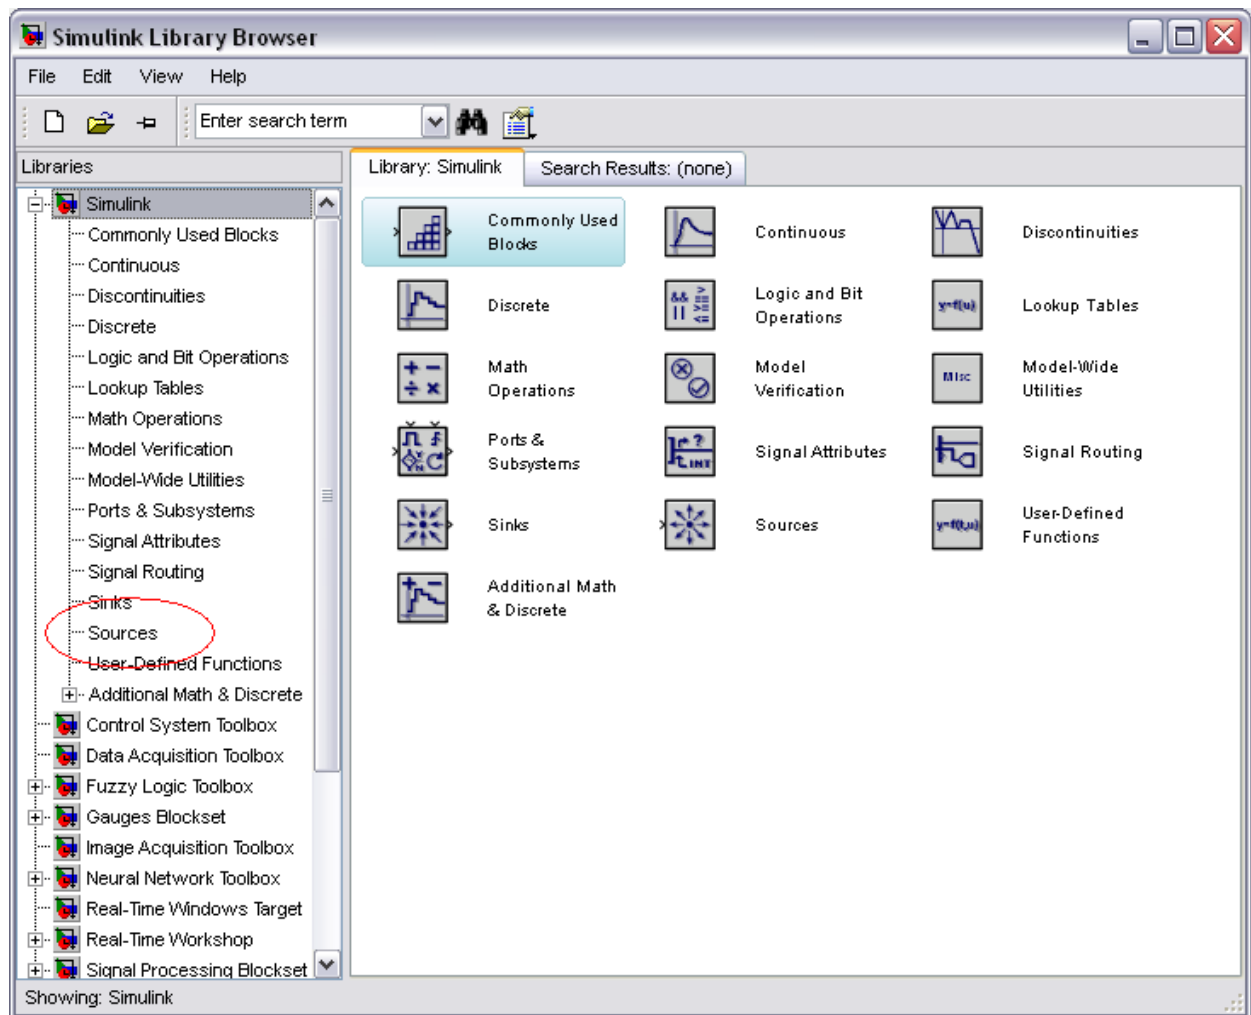 Simulink Library Browser
File Edit View Help
Enter search term
Libraries
Library: Simulink
Search Results: (none)
Simulink
Commonly Used Blocks
Continuous
Discontinuities
Discrete
Logic and Bit Operations
Lookup Tables
Math Operations
Model Verification
Model-Wide Utilities
Ports & Subsystems
Signal Attributes
Signal Routing
Sinks
Sources
User-Defined Functions
Additional Math & Discrete
Control System Toolbox
Data Acquisition Toolbox
Fuzzy Logic Toolbox
Gauges Blockset
Image Acquisition Toolbox
Neural Network Toolbox
Real-Time Windows Target
Real-Time Workshop
Signal Processing Blockset
Commonly Used
Blocks
Continuous
Discontinuities
Discrete
&& > == || <=
Logic and Bit
Operations
y=f(u)
Lookup Tables
+ −
÷ ×
Math
Operations
Model
Verification
Misc
Model-Wide
Utilities
Y
N
Ports &
Subsystems
?
INT
Signal Attributes
Signal Routing
Sinks
Sources
y=f(t,u)
User-Defined
Functions
+ −
Additional Math
& Discrete
Showing: Simulink